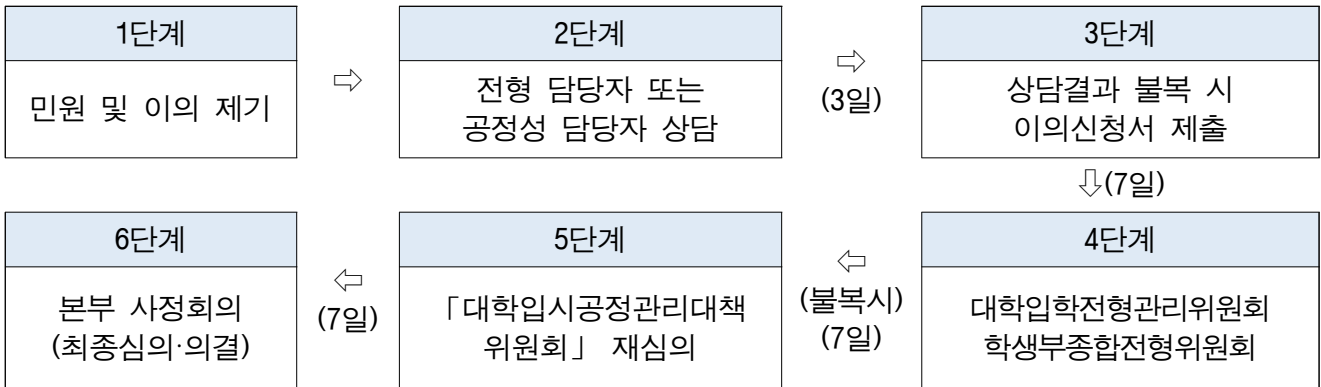 1단계
민원 및 이의 제기
⇨
2단계
전형 담당자 또는
공정성 담당자 상담
⇨
(3일)
3단계
상담결과 불복 시
이의신청서 제출
⇩(7일)
4단계
대학입학전형관리위원회
학생부종합전형위원회
⇦
(불복시)
(7일)
5단계
「대학입시공정관리대책
위원회」 재심의
⇦
(7일)
6단계
본부 사정회의
(최종심의·의결)